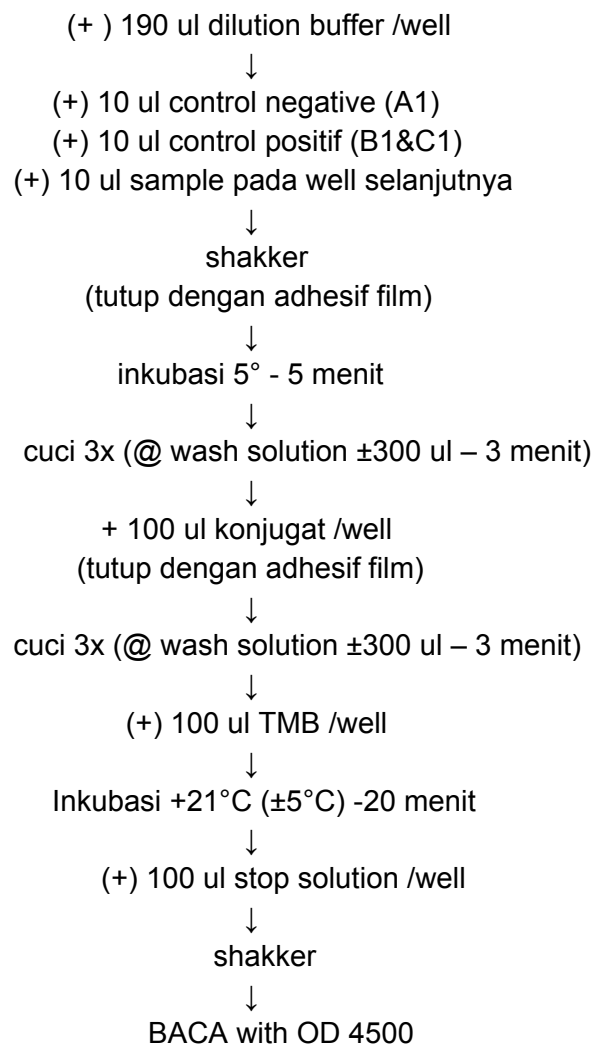 (+ ) 190 ul dilution buffer /well
↓
(+) 10 ul control negative (A1)
(+) 10 ul control positif (B1&C1)
(+) 10 ul sample pada well selanjutnya
↓
shakker
(tutup dengan adhesif film)
↓
inkubasi 5° - 5 menit
↓
cuci 3x (@ wash solution ±300 ul – 3 menit)
↓
+ 100 ul konjugat /well
(tutup dengan adhesif film)
↓
cuci 3x (@ wash solution ±300 ul – 3 menit)
↓
(+) 100 ul TMB /well
↓
Inkubasi +21°C (±5°C) -20 menit
↓
(+) 100 ul stop solution /well
↓
shakker
↓
BACA with OD 4500